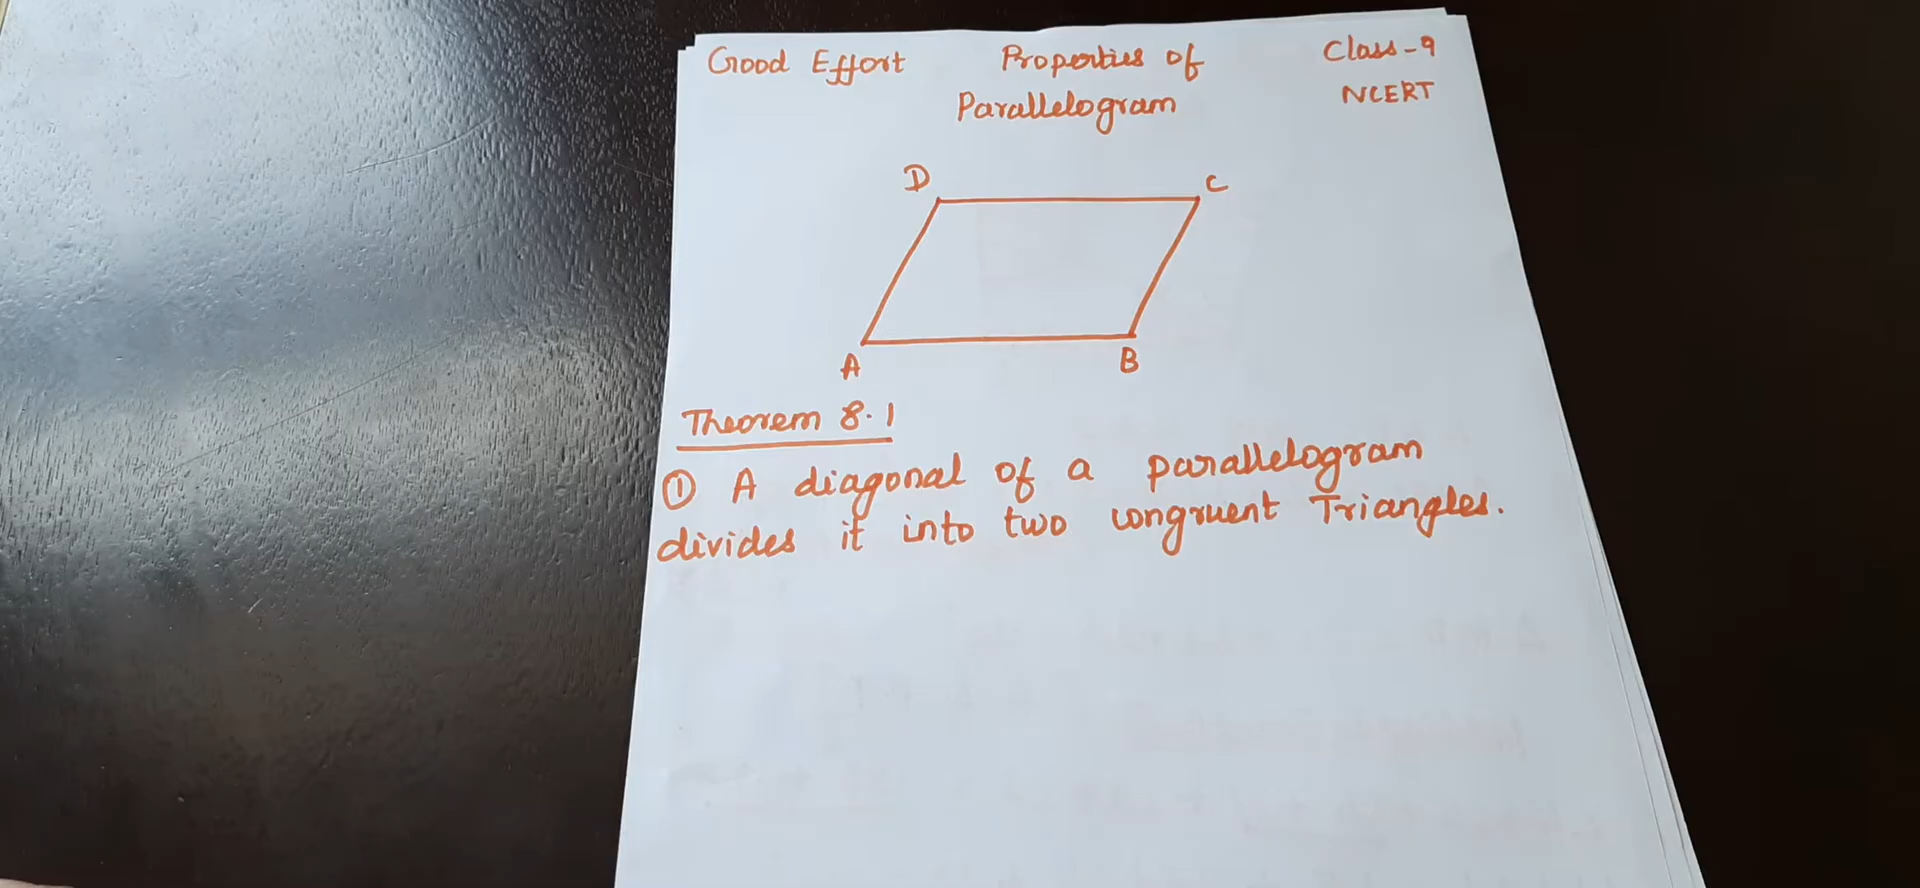 Good Effort Properties of Class-9
Parallelogram NCERT
D C
A B
Theorem 8.1
① A diagonal of a parallelogram
divides it into two congruent Triangles.